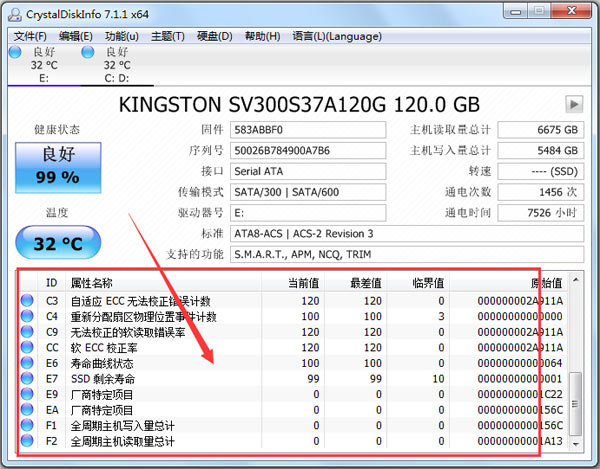 CrystalDiskInfo 7.1.1 x64
文件(F) 编辑(E) 功能(u) 主题(T) 硬盘(D) 帮助(H) 语言(L)(Language)
良好 良好
32 °C 32 °C
E: C: D:
KINGSTON SV300S37A120G 120.0 GB
健康状态 固件 583ABBF0 主机读取量总计 6675 GB
良好 99 % 序列号 50026B784900A7B6 主机写入量总计 5484 GB
接口 Serial ATA 转速 ---- (SSD)
传输模式 SATA/300 | SATA/600 通电次数 1456 次
温度 驱动器号 E: 通电时间 7526 小时
32 °C 标准 ATA8-ACS | ACS-2 Revision 3
支持的功能 S.M.A.R.T., APM, NCQ, TRIM
ID 属性名称 当前值 最差值 临界值 原始值
C3 自适应 ECC 无法校正错误计数 120 120 0 000000002A911A
C4 重新分配扇区物理位置事件计数 100 100 3 00000000000000
C9 无法校正的软读取错误率 120 120 0 000000002A911A
CC 软 ECC 校正率 120 120 0 000000002A911A
E6 寿命曲线状态 100 100 0 00000000000064
E7 SSD 剩余寿命 99 99 10 00000000000001
E9 厂商特定项目 0 0 0 00000000001C22
EA 厂商特定项目 0 0 0 0000000000156C
F1 全周期主机写入量总计 0 0 0 0000000000156C
F2 全周期主机读取量总计 0 0 0 00000000001A13